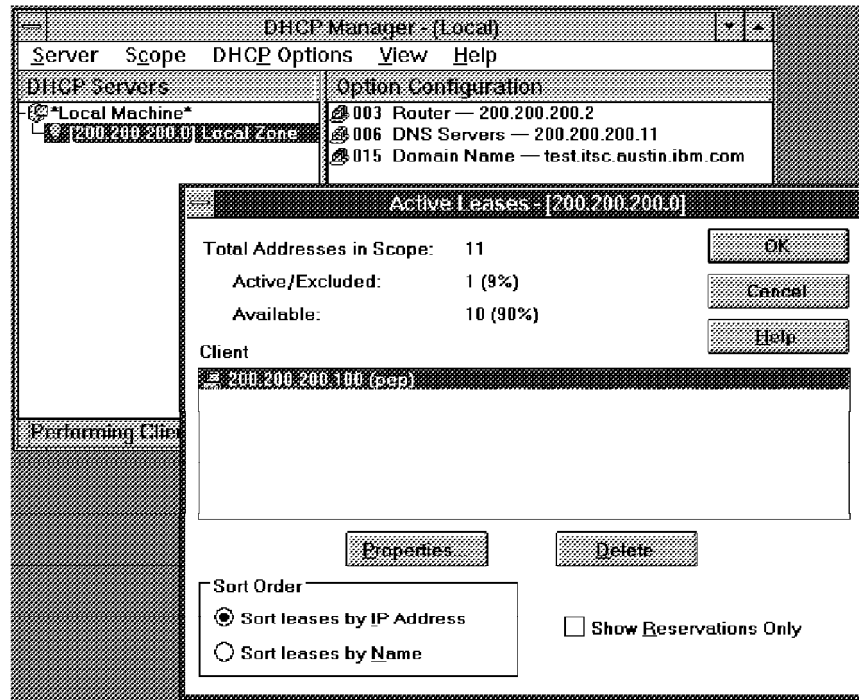 DHCP Manager - (Local)
Server Scope DHCP Options View Help
DHCP Servers
Option Configuration
*Local Machine*
[200.200.200.0] Local Zone
003 Router — 200.200.200.2
006 DNS Servers — 200.200.200.11
015 Domain Name — test.itsc.austin.ibm.com
Performing Clien
Active Leases - [200.200.200.0]
Total Addresses in Scope: 11
Active/Excluded: 1 (9%)
Available: 10 (90%)
OK
Cancel
Help
Client
200.200.200.100 (pep)
Properties...
Delete
Sort Order
Sort leases by IP Address
Sort leases by Name
Show Reservations Only